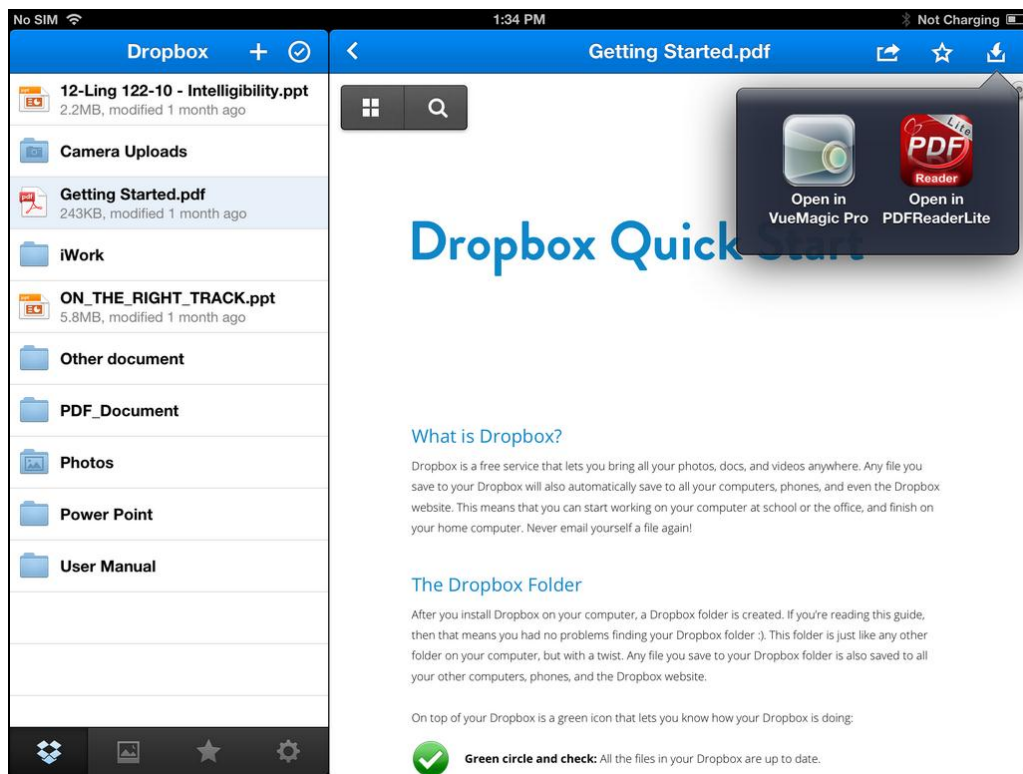 No SIM
1:34 PM
Not Charging
Dropbox
Getting Started.pdf
12-Ling 122-10 - Intelligibility.ppt
2.2MB, modified 1 month ago
Camera Uploads
Getting Started.pdf
243KB, modified 1 month ago
iWork
ON_THE_RIGHT_TRACK.ppt
5.8MB, modified 1 month ago
Other document
PDF_Document
Photos
Power Point
User Manual
Lite
PDF
Reader
Open in
VueMagic Pro
Open in
PDFReaderLite
Dropbox Quick Start
What is Dropbox?
Dropbox is a free service that lets you bring all your photos, docs, and videos anywhere. Any file you
save to your Dropbox will also automatically save to all your computers, phones, and even the Dropbox
website. This means that you can start working on your computer at school or the office, and finish on
your home computer. Never email yourself a file again!
The Dropbox Folder
After you install Dropbox on your computer, a Dropbox folder is created. If you're reading this guide,
then that means you had no problems finding your Dropbox folder :). This folder is just like any other
folder on your computer, but with a twist. Any file you save to your Dropbox folder is also saved to all
your other computers, phones, and the Dropbox website.
On top of your Dropbox is a green icon that lets you know how your Dropbox is doing:
Green circle and check: All the files in your Dropbox are up to date.